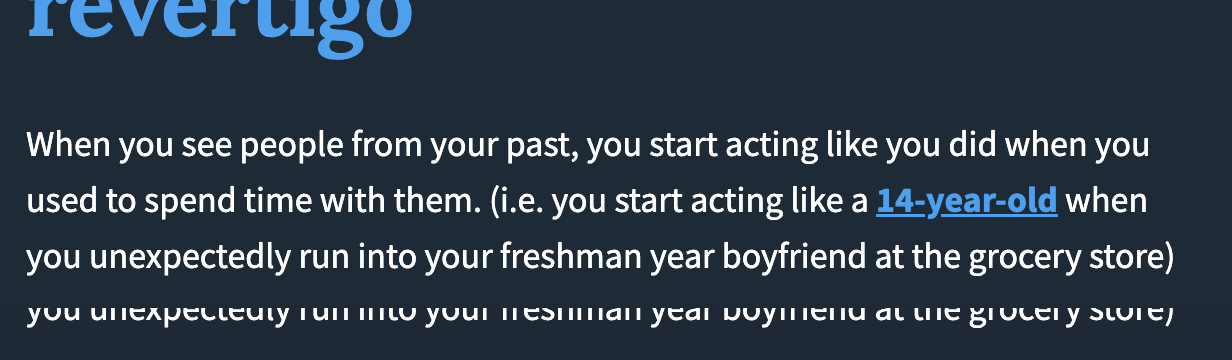 revertigo
When you see people from your past, you start acting like you did when you
used to spend time with them. (i.e. you start acting like a 14-year-old when
you unexpectedly run into your freshman year boyfriend at the grocery store)
you unexpectedly run into your freshman year boyfriend at the grocery store)